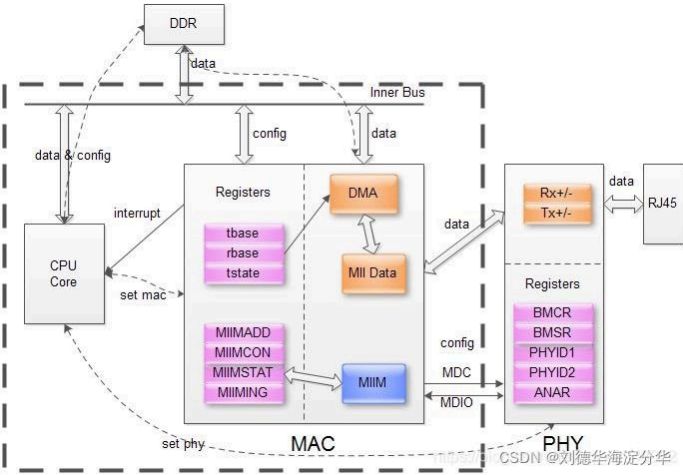 DDR
data
Inner Bus
data & config
config
data
Registers
DMA
Rx+/-
Tx+/-
data
RJ45
interrupt
tbase
rbase
tstate
data
CPU
Core
MII Data
set mac
Registers
MIIMADD
MIIMCON
MIIMSTAT
MIIMING
MIIM
config
MDC
MDIO
BMCR
BMSR
PHYID1
PHYID2
ANAR
set phy
MAC
PHY
CSDN @刘德华海淀分华